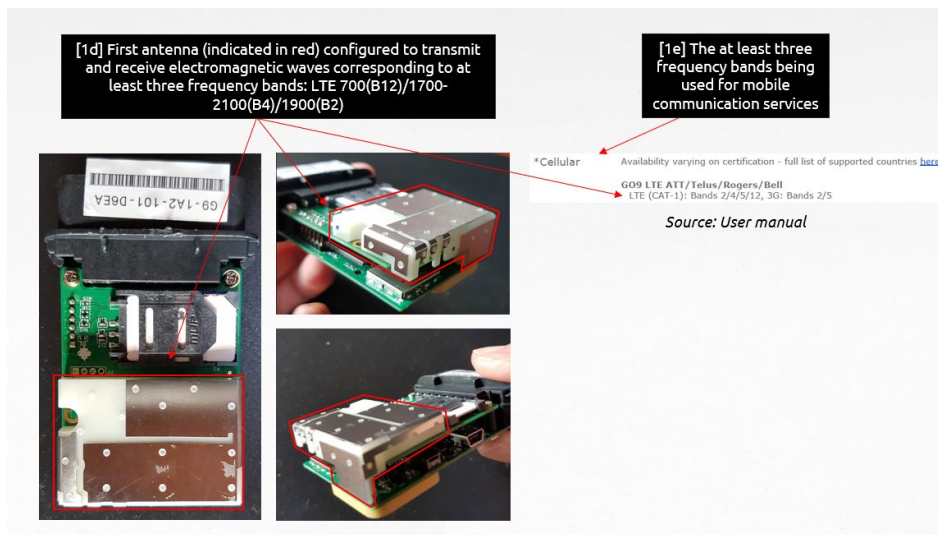 [1d] First antenna (indicated in red) configured to transmit
and receive electromagnetic waves corresponding to at
least three frequency bands: LTE 700(B12)/1700-
2100(B4)/1900(B2)
[1e] The at least three
frequency bands being
used for mobile
communication services
*Cellular
Availability varying on certification - full list of supported countries here
GO9 LTE ATT/Telus/Rogers/Bell
LTE (CAT-1): Bands 2/4/5/12, 3G: Bands 2/5
Source: User manual
G9-1A2-101-D6EA